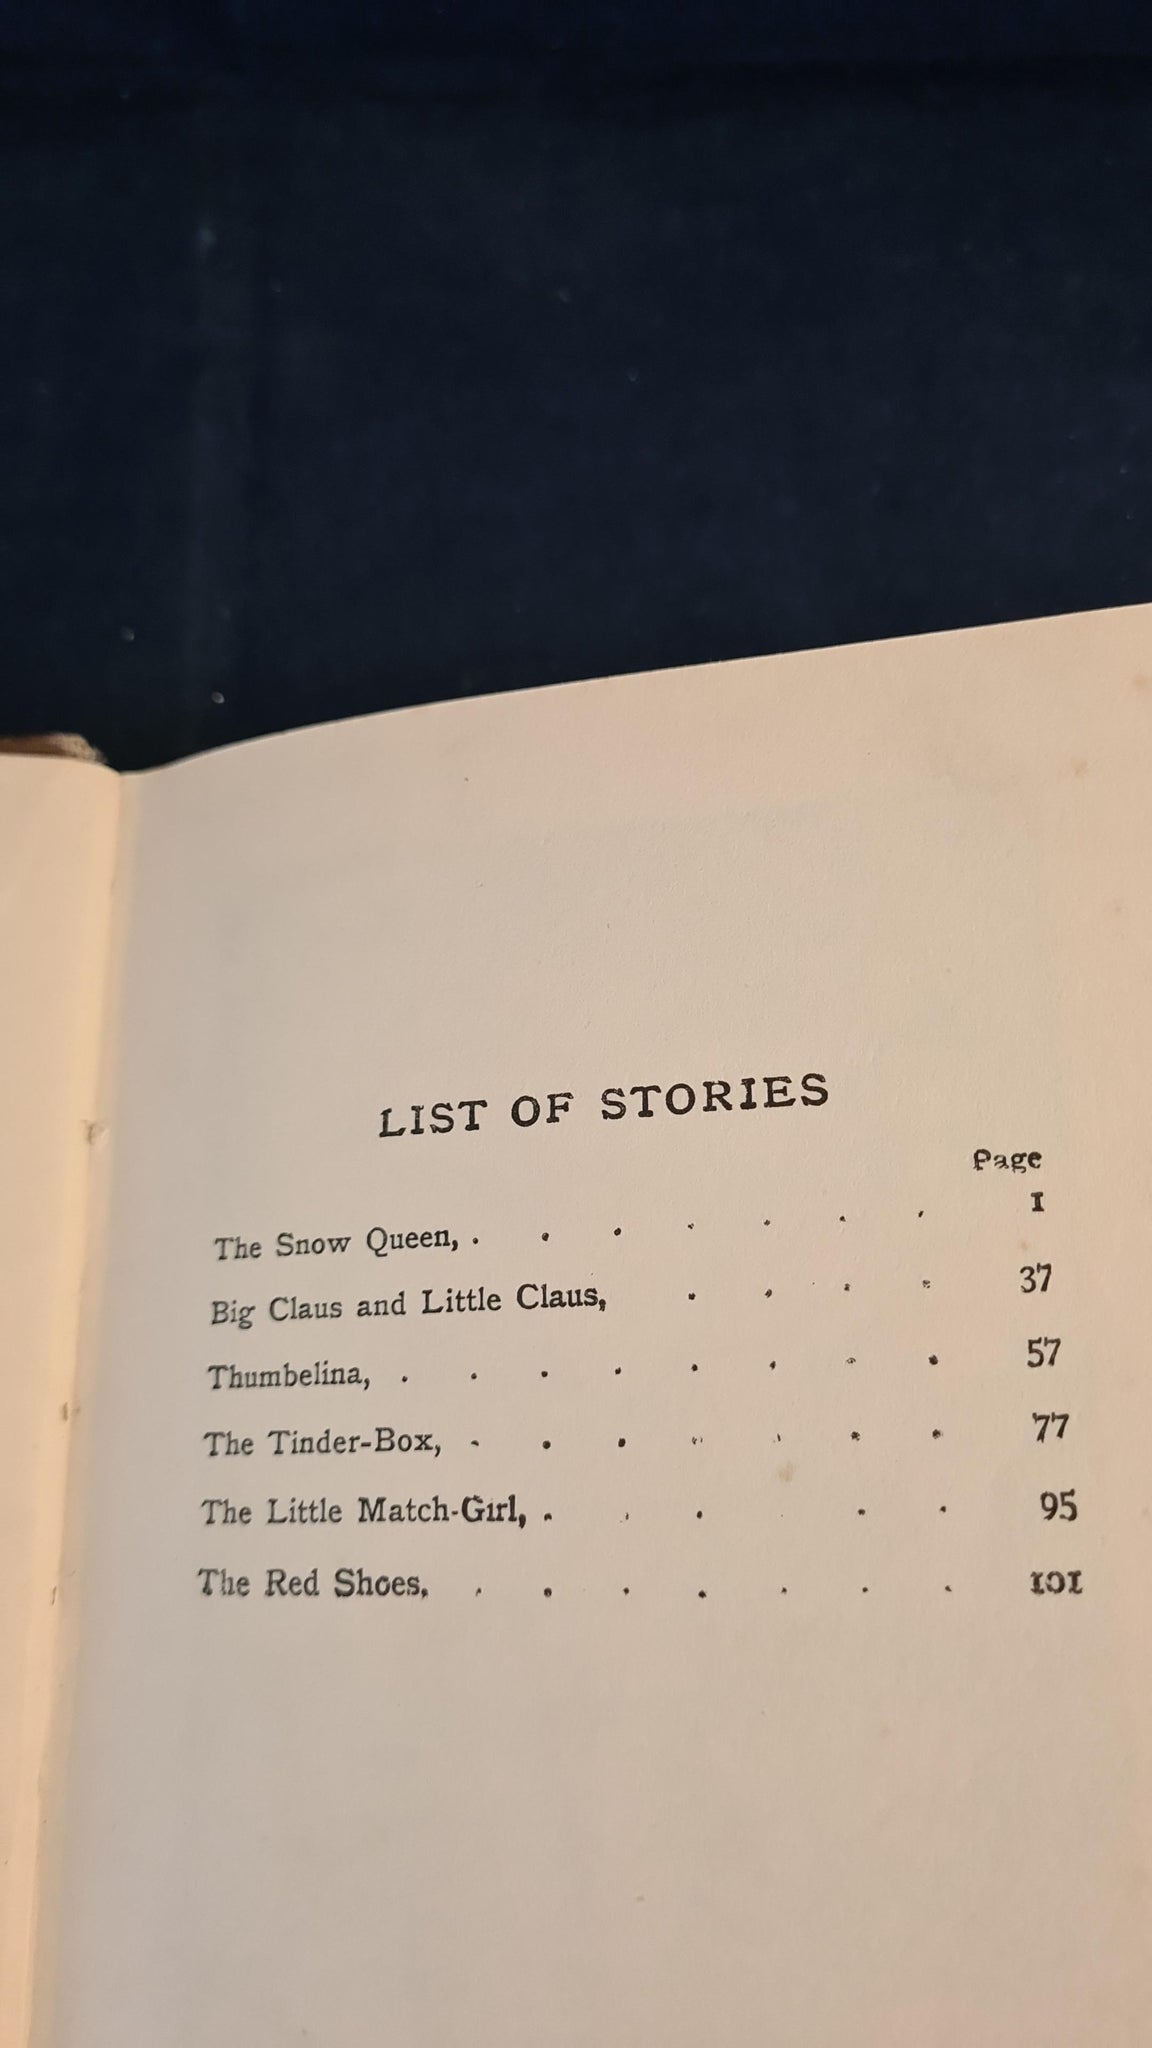 LIST OF STORIES
Page
The Snow Queen, . . . . . . . 1
Big Claus and Little Claus, . . . . 37
Thumbelina, . . . . . . . . 57
The Tinder-Box, . . . . . . . 77
The Little Match-Girl, . . . . . 95
The Red Shoes, . . . . . . . 101